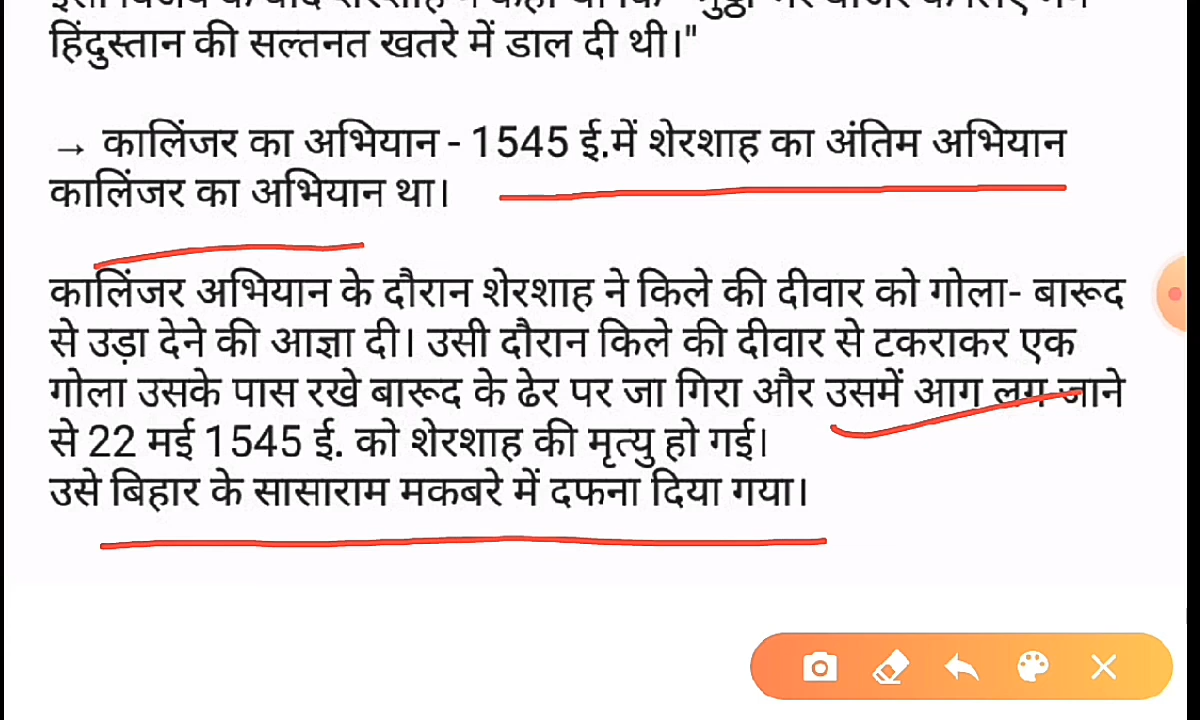 हिंदुस्तान की सल्तनत खतरे में डाल दी थी।"
→ कालिंजर का अभियान - 1545 ई.में शेरशाह का अंतिम अभियान
कालिंजर का अभियान था।
कालिंजर अभियान के दौरान शेरशाह ने किले की दीवार को गोला- बारूद
से उड़ा देने की आज्ञा दी। उसी दौरान किले की दीवार से टकराकर एक
गोला उसके पास रखे बारूद के ढेर पर जा गिरा और उसमें आग लग जाने
से 22 मई 1545 ई. को शेरशाह की मृत्यु हो गई।
उसे बिहार के सासाराम मकबरे में दफना दिया गया।